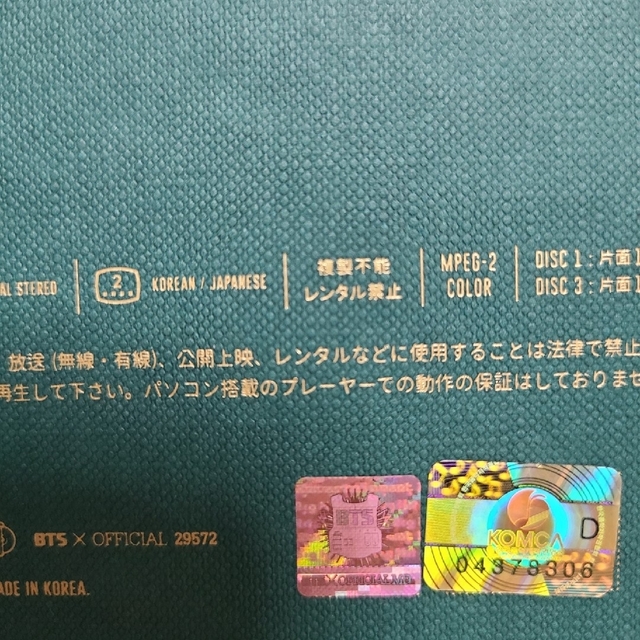 AL STEREO
2
KOREAN / JAPANESE
複製不能
レンタル禁止
MPEG-2
COLOR
DISC 1 : 片面1
DISC 3 : 片面1
放送 (無線・有線)、公開上映、レンタルなどに使用することは法律で禁止
再生して下さい。パソコン搭載のプレーヤーでの動作の保証はしておりませ
BTS × OFFICIAL 29572
ADE IN KOREA.
BTS
KOMCA
D
04378306